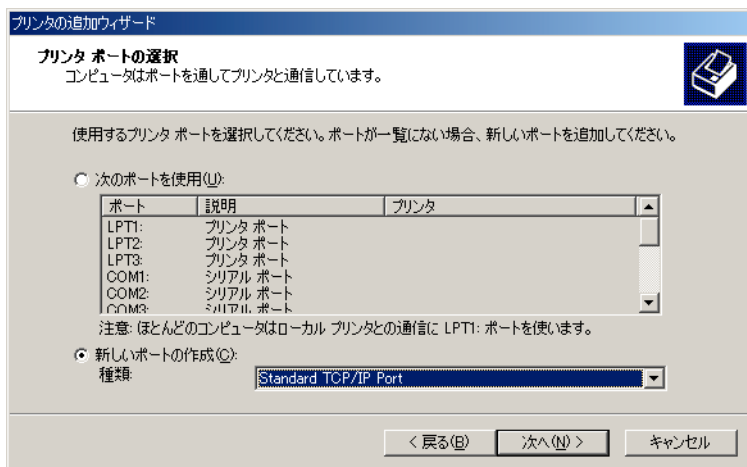 プリンタの追加ウィザード
プリンタ ポートの選択
コンピュータはポートを通してプリンタと通信しています。
使用するプリンタ ポートを選択してください。ポートが一覧にない場合、新しいポートを追加してください。
次のポートを使用(U):
ポート 説明 プリンタ
LPT1: プリンタ ポート
LPT2: プリンタ ポート
LPT3: プリンタ ポート
COM1: シリアル ポート
COM2: シリアル ポート
COM3: シリアル ポート
注意: ほとんどのコンピュータはローカル プリンタとの通信に LPT1: ポートを使います。
新しいポートの作成(C):
種類: Standard TCP/IP Port
< 戻る(B) 次へ(N) > キャンセル